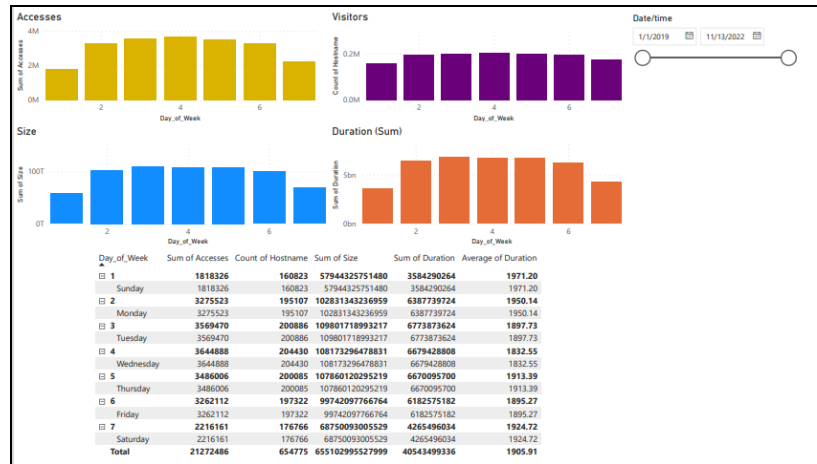 Accesses
4M
2M
0M
Sum of Accesses
2
4
6
Day_of_Week
Visitors
0.2M
0.0M
Count of Hostname
2
4
6
Day_of_Week
Date/time
1/1/2019 11/13/2022
Size
100T
0T
Sum of Size
2
4
6
Day_of_Week
Duration (Sum)
5bn
0bn
Sum of Duration
2
4
6
Day_of_Week
Day_of_Week Sum of Accesses Count of Hostname Sum of Size Sum of Duration Average of Duration
1 1818326 160823 57944325751480 3584290264 1971.20
Sunday 1818326 160823 57944325751480 3584290264 1971.20
2 3275523 195107 102831343236959 6387739724 1950.14
Monday 3275523 195107 102831343236959 6387739724 1950.14
3 3569470 200886 109801718993217 6773873624 1897.73
Tuesday 3569470 200886 109801718993217 6773873624 1897.73
4 3644888 204430 108173296478831 6679428808 1832.55
Wednesday 3644888 204430 108173296478831 6679428808 1832.55
5 3486006 200085 107860120295219 6670095700 1913.39
Thursday 3486006 200085 107860120295219 6670095700 1913.39
6 3262112 197322 99742097766764 6182575182 1895.27
Friday 3262112 197322 99742097766764 6182575182 1895.27
7 2216161 176766 68750093005529 4265496034 1924.72
Saturday 2216161 176766 68750093005529 4265496034 1924.72
Total 21272486 654775 655102995527999 40543499336 1905.91